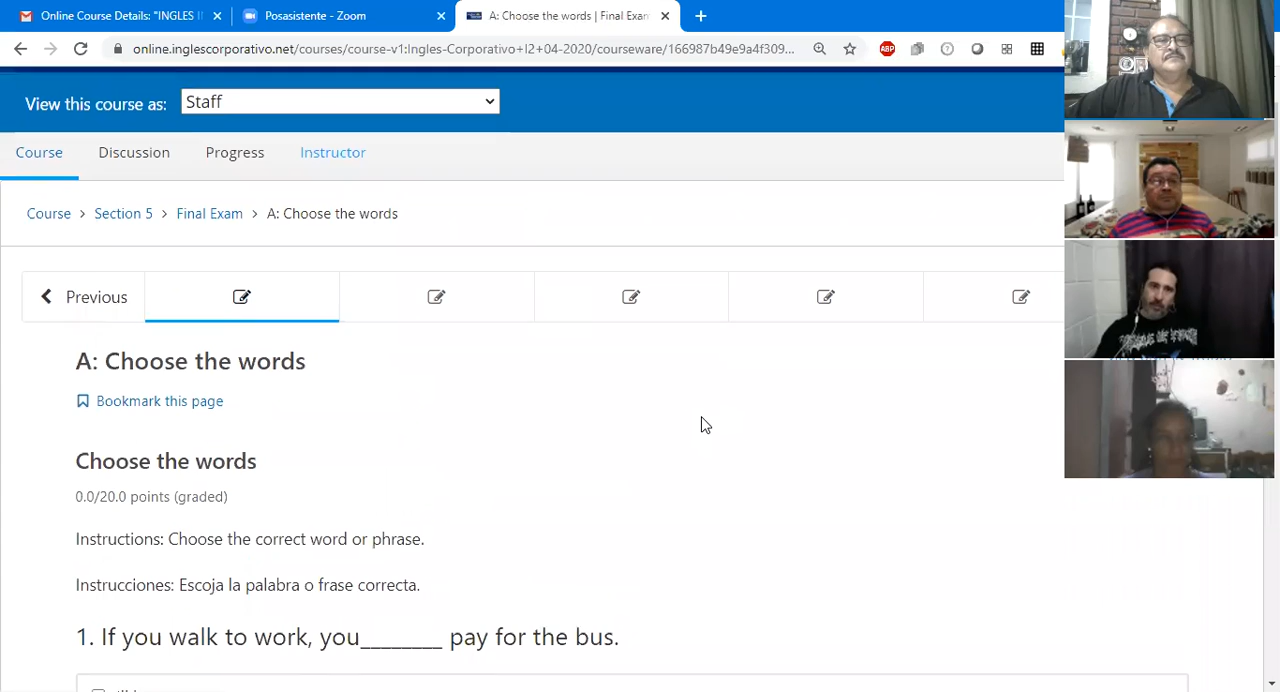 Online Course Details: "INGLES II
Posasistente - Zoom
A: Choose the words | Final Exam
online.inglescorporativo.net/courses/course-v1:Ingles-Corporativo+I2+04-2020/courseware/166987b49e9a4f309...
ABP
View this course as:
Staff
Course
Discussion
Progress
Instructor
Course > Section 5 > Final Exam > A: Choose the words
Previous
A: Choose the words
Bookmark this page
Choose the words
0.0/20.0 points (graded)
Instructions: Choose the correct word or phrase.
Instrucciones: Escoja la palabra o frase correcta.
1. If you walk to work, you________ pay for the bus.